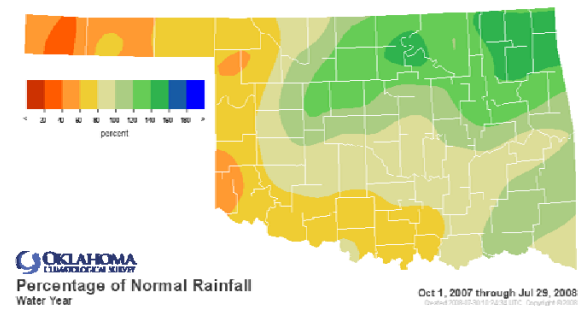 < 20 40 60 80 100 120 140 160 180 >
percent
OKLAHOMA
CLIMATOLOGICAL SURVEY
Percentage of Normal Rainfall
Water Year
Oct 1, 2007 through Jul 29, 2008